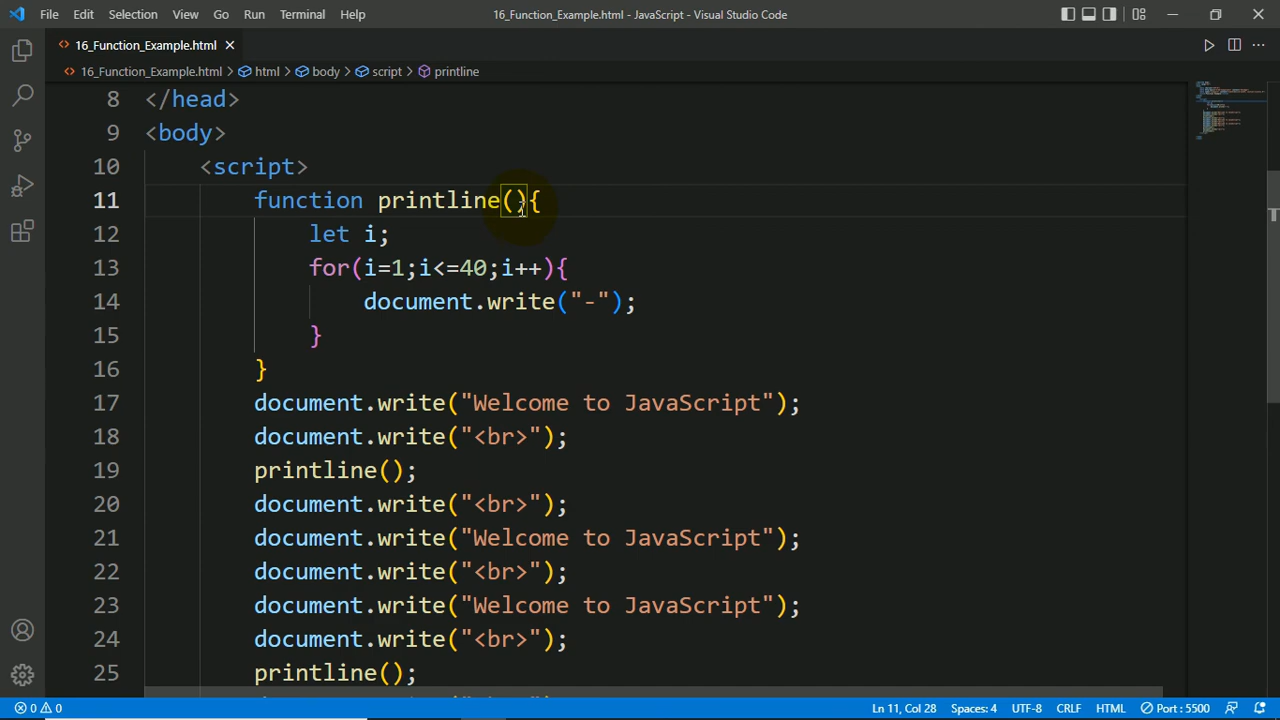 File Edit Selection View Go Run Terminal Help 16_Function_Example.html - JavaScript - Visual Studio Code
16_Function_Example.html
16_Function_Example.html > html > body > script > printline
8 </head>
9 <body>
10 <script>
11 function printline(){
12 let i;
13 for(i=1;i<=40;i++){
14 document.write("-");
15 }
16 }
17 document.write("Welcome to JavaScript");
18 document.write("<br>");
19 printline();
20 document.write("<br>");
21 document.write("Welcome to JavaScript");
22 document.write("<br>");
23 document.write("Welcome to JavaScript");
24 document.write("<br>");
25 printline();
0 0 Ln 11, Col 28 Spaces: 4 UTF-8 CRLF HTML Port : 5500